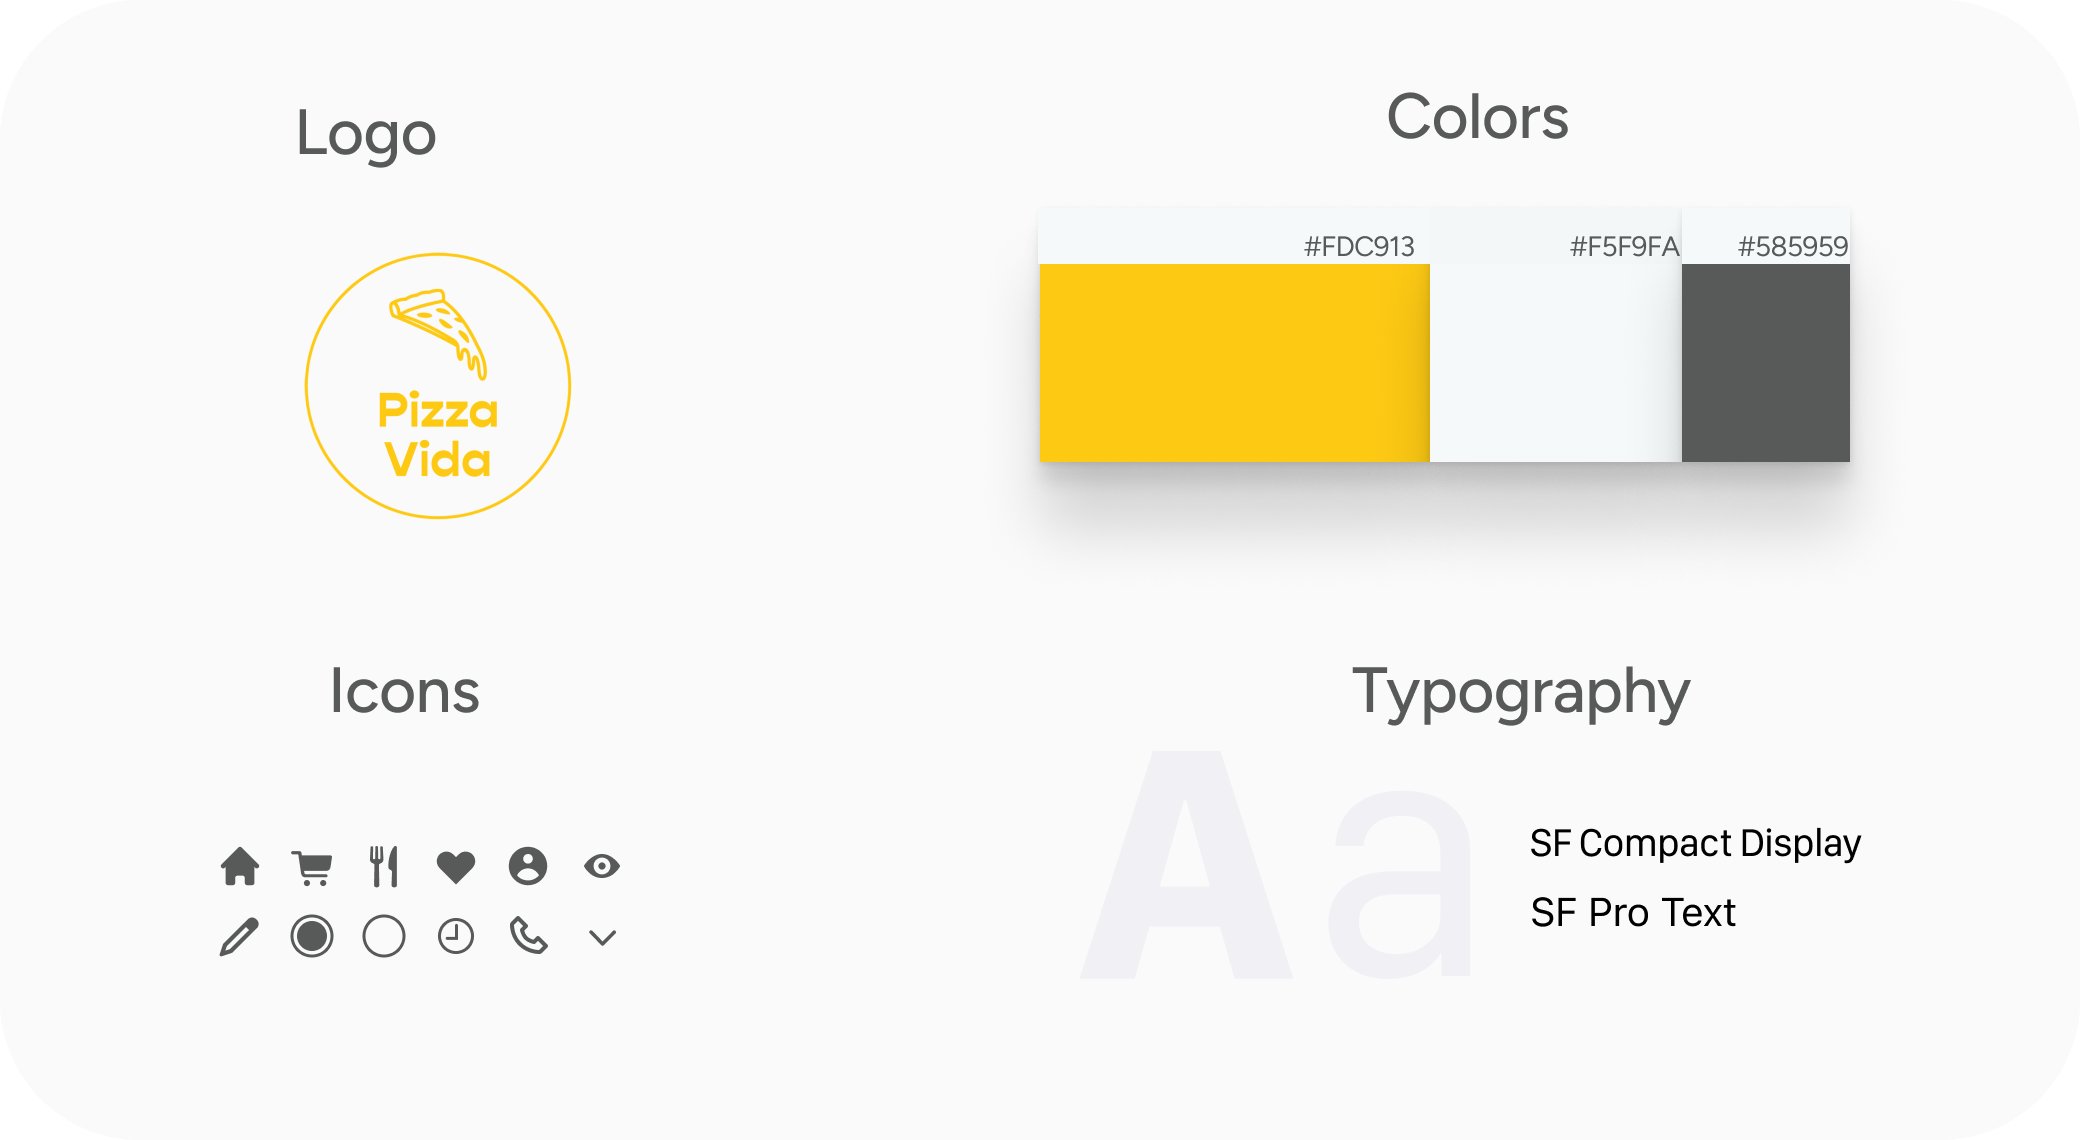 Logo
Pizza
Vida
Colors
#FDC913
#F5F9FA
#585959
Icons
Typography
Aa
SF Compact Display
SF Pro Text